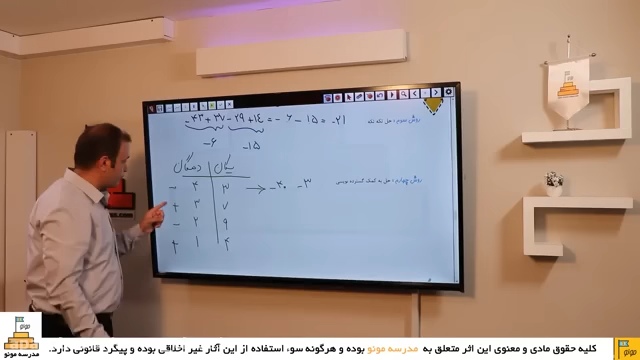 روش سوم: حل تکه تکه
-۴۳+۳۷-۲۹+۱۴=-۶-۱۵=-۲۱
-۶ -۱۵
یکان دهگان
روش چهارم: حل به کمک گسترده نویسی
- ۴ ۳ → -۴۰ -۳
+ ۳ ۷
- ۲ ۹
+ ۱ ۴
مدرسه مونو
کلیه حقوق مادی و معنوی این اثر متعلق به مدرسه مونو بوده و هرگونه سوء استفاده از این آثار غیر اخلاقی بوده و پیگرد قانونی دارد.